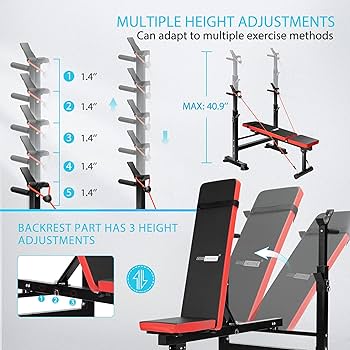 MULTIPLE HEIGHT ADJUSTMENTS
Can adapt to multiple exercise methods
1 1.4"
2 1.4"
3 1.4"
4 1.4"
5 1.4"
MAX: 40.9"
BACKREST PART HAS 3 HEIGHT
ADJUSTMENTS
1 2 3